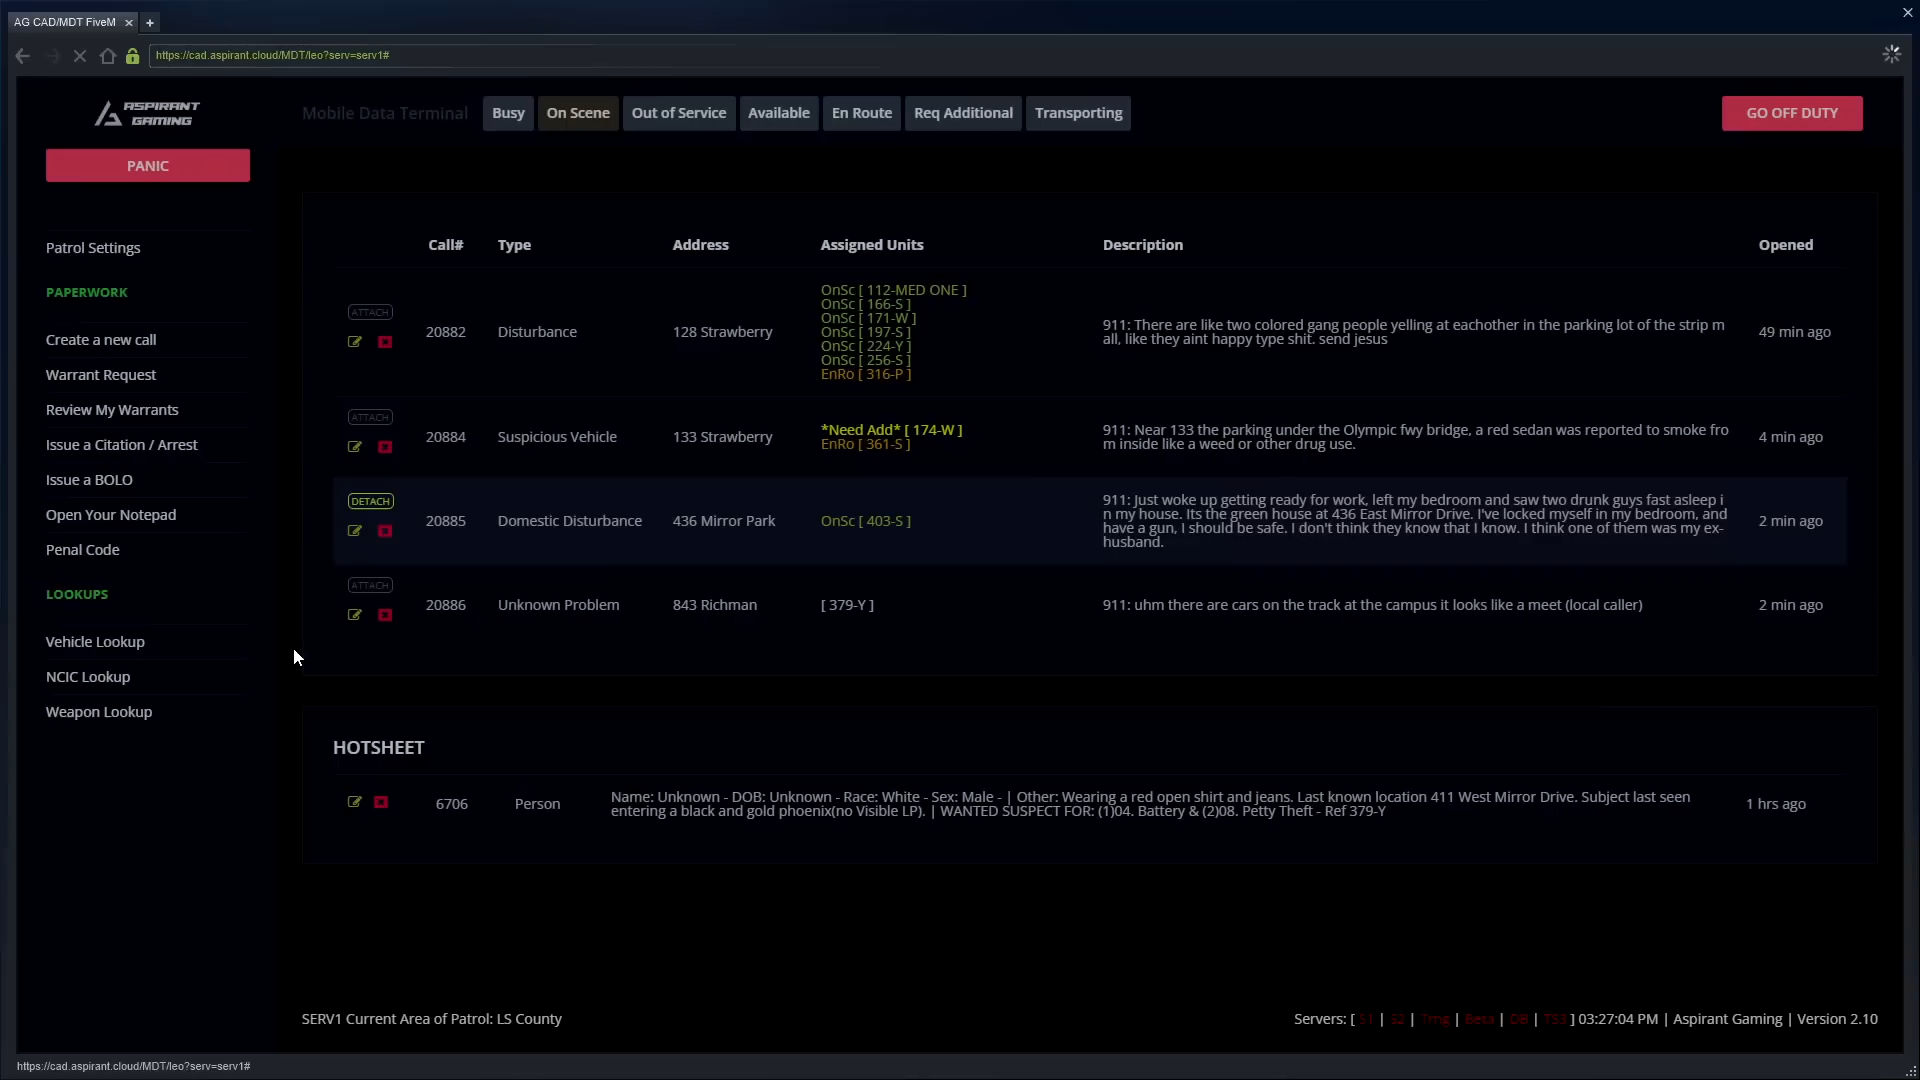 AG CAD/MDT FiveM
https://cad.aspirant.cloud/MDT/leo?serv=serv1#
ASPIRANT
GAMING
Mobile Data Terminal
Busy
On Scene
Out of Service
Available
En Route
Req Additional
Transporting
GO OFF DUTY
PANIC
Patrol Settings
PAPERWORK
Create a new call
Warrant Request
Review My Warrants
Issue a Citation / Arrest
Issue a BOLO
Open Your Notepad
Penal Code
LOOKUPS
Vehicle Lookup
NCIC Lookup
Weapon Lookup
Call# Type Address Assigned Units Description Opened
ATTACH
20882 Disturbance 128 Strawberry
OnSc [ 112-MED ONE ]
OnSc [ 166-S ]
OnSc [ 171-W ]
OnSc [ 197-S ]
OnSc [ 224-Y ]
OnSc [ 256-S ]
EnRo [ 316-P ]
911: There are like two colored gang people yelling at eachother in the parking lot of the strip m
all, like they aint happy type shit. send jesus
49 min ago
ATTACH
20884 Suspicious Vehicle 133 Strawberry
*Need Add* [ 174-W ]
EnRo [ 361-S ]
911: Near 133 the parking under the Olympic fwy bridge, a red sedan was reported to smoke fro
m inside like a weed or other drug use.
4 min ago
DETACH
20885 Domestic Disturbance 436 Mirror Park
OnSc [ 403-S ]
911: Just woke up getting ready for work, left my bedroom and saw two drunk guys fast asleep i
n my house. Its the green house at 436 East Mirror Drive. I've locked myself in my bedroom, and
have a gun, I should be safe. I don't think they know that I know. I think one of them was my ex-
husband.
2 min ago
ATTACH
20886 Unknown Problem 843 Richman
[ 379-Y ]
911: uhm there are cars on the track at the campus it looks like a meet (local caller)
2 min ago
HOTSHEET
6706 Person
Name: Unknown - DOB: Unknown - Race: White - Sex: Male - | Other: Wearing a red open shirt and jeans. Last known location 411 West Mirror Drive. Subject last seen
entering a black and gold phoenix(no Visible LP). | WANTED SUSPECT FOR: (1)04. Battery & (2)08. Petty Theft - Ref 379-Y
1 hrs ago
SERV1 Current Area of Patrol: LS County
Servers: [ S1 | S2 | Trng | Beta | DB | TS3 ] 03:27:04 PM | Aspirant Gaming | Version 2.10
https://cad.aspirant.cloud/MDT/leo?serv=serv1#